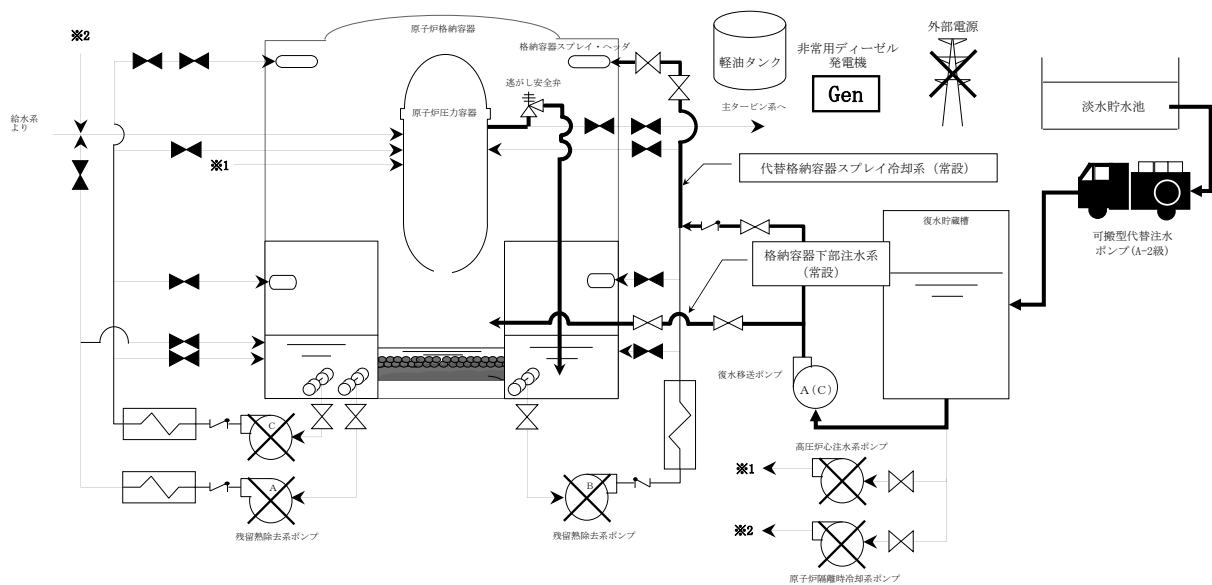 原子炉格納容器
※2
格納容器スプレイ・ヘッダ
軽油タンク
非常用ディーゼル
発電機
Gen
外部電源
淡水貯水池
逃がし安全弁
原子炉圧力容器
主タービン系へ
給水系
より
※1
代替格納容器スプレイ冷却系（常設）
可搬型代替注水
ポンプ(A-2級)
復水貯蔵槽
格納容器下部注水系
（常設）
復水移送ポンプ
A(C)
C
A
B
残留熱除去系ポンプ
残留熱除去系ポンプ
高圧炉心注水系ポンプ
※1
※2
原子炉隔離時冷却系ポンプ